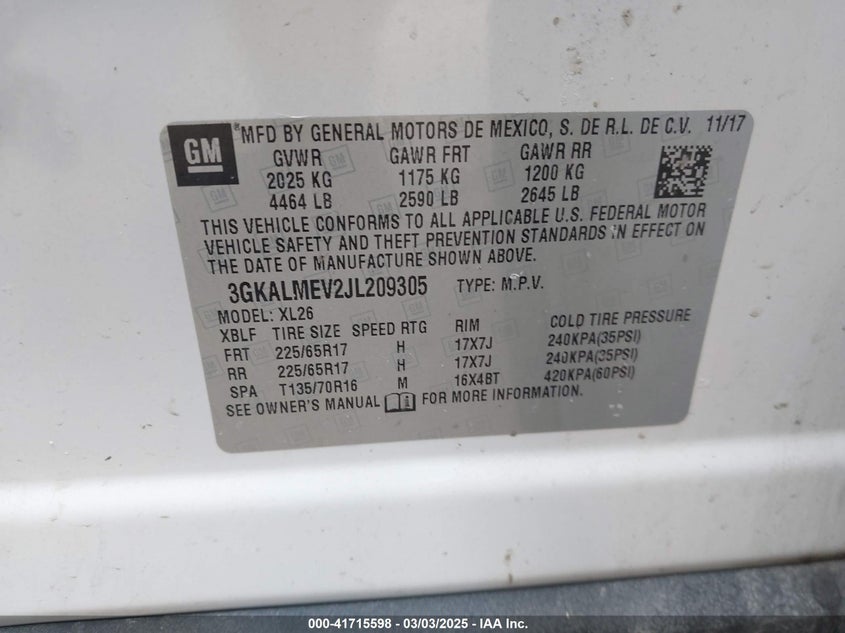 GM
®MFD BY GENERAL MOTORS DE MEXICO, S. DE R.L. DE C.V. 11/17
GVWR GAWR FRT GAWR RR
2025 KG 1175 KG 1200 KG
4464 LB 2590 LB 2645 LB
THIS VEHICLE CONFORMS TO ALL APPLICABLE U.S. FEDERAL MOTOR
VEHICLE SAFETY AND THEFT PREVENTION STANDARDS IN EFFECT ON
THE DATE OF MANUFACTURE SHOWN ABOVE.
3GKALMEV2JL209305 TYPE: M.P.V.
MODEL: XL26
XBLF TIRE SIZE SPEED RTG RIM COLD TIRE PRESSURE
FRT 225/65R17 H 17X7J 240KPA(35PSI)
RR 225/65R17 H 17X7J 240KPA(35PSI)
SPA T135/70R16 M 16X4BT 420KPA(60PSI)
SEE OWNER'S MANUAL FOR MORE INFORMATION.
000-41715598 - 03/03/2025 - IAA Inc.